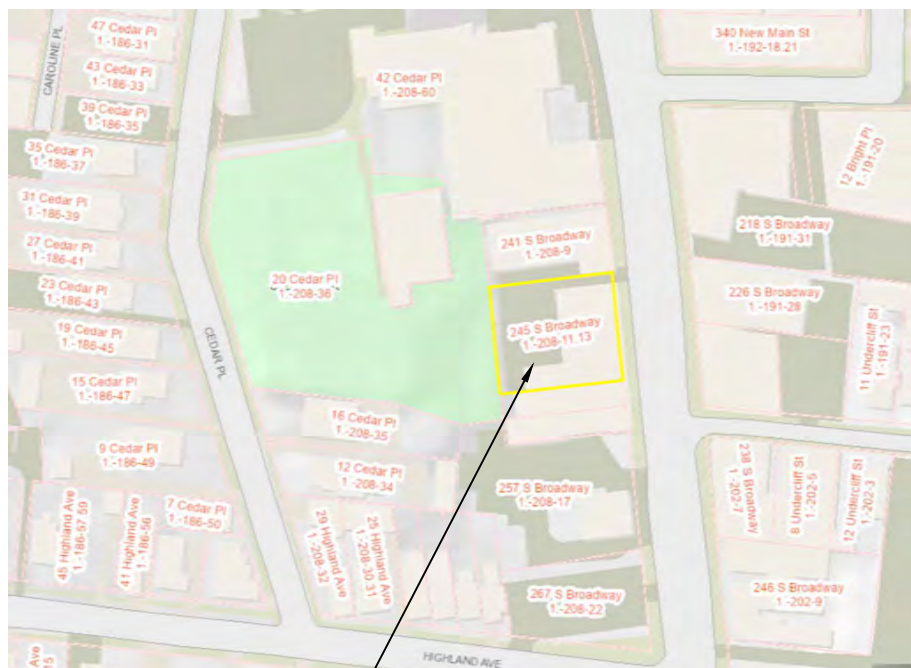 47 Cedar Pl
1.-186-31
43 Cedar Pl
1.-186-33
39 Cedar Pl
1.-186-35
35 Cedar Pl
1.-186-37
31 Cedar Pl
1.-186-39
27 Cedar Pl
1.-186-41
23 Cedar Pl
1.-186-43
19 Cedar Pl
1.-186-45
15 Cedar Pl
1.-186-47
9 Cedar Pl
1.-186-49
7 Cedar Pl
1.-186-50
45 Highland Ave
1.-186-57.59
41 Highland Ave
1.-186-56
CAROLINE PL
CEDAR PL
42 Cedar Pl
1.-208-60
20 Cedar Pl
1.-208-36
16 Cedar Pl
1.-208-35
12 Cedar Pl
1.-208-34
29 Highland Ave
1.-208-32
25 Highland Ave
1.-208-30.31
241 S Broadway
1.-208-9
245 S Broadway
1.-208-11.13
257 S Broadway
1.-208-17
267 S Broadway
1.-208-22
340 New Main St
1.-192-18.21
12 Bright Pl
1.-191-20
218 S Broadway
1.-191-31
226 S Broadway
1.-191-28
11 Undercliff St
1.-191-23
238 S Broadway
1.-202-7
8 Undercliff St
1.-202-5
12 Undercliff St
1.-202-3
246 S Broadway
1.-202-9
HIGHLAND AVE
Ave
15